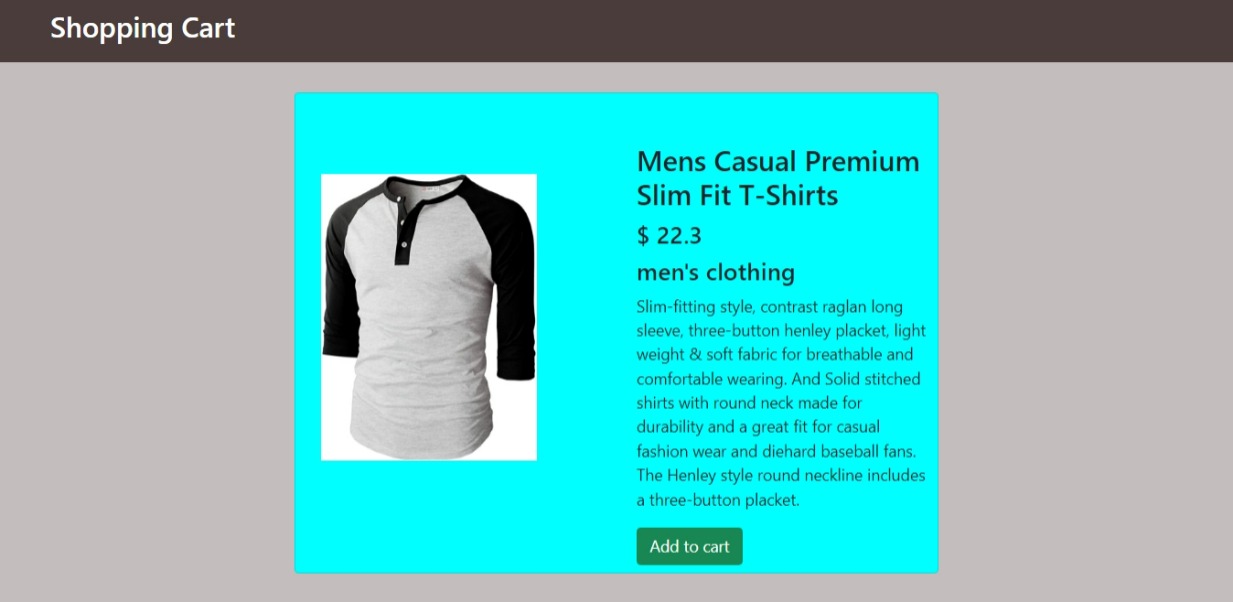 Shopping Cart
Mens Casual Premium
Slim Fit T-Shirts
$ 22.3
men's clothing
Slim-fitting style, contrast raglan long
sleeve, three-button henley placket, light
weight & soft fabric for breathable and
comfortable wearing. And Solid stitched
shirts with round neck made for
durability and a great fit for casual
fashion wear and diehard baseball fans.
The Henley style round neckline includes
a three-button placket.
Add to cart